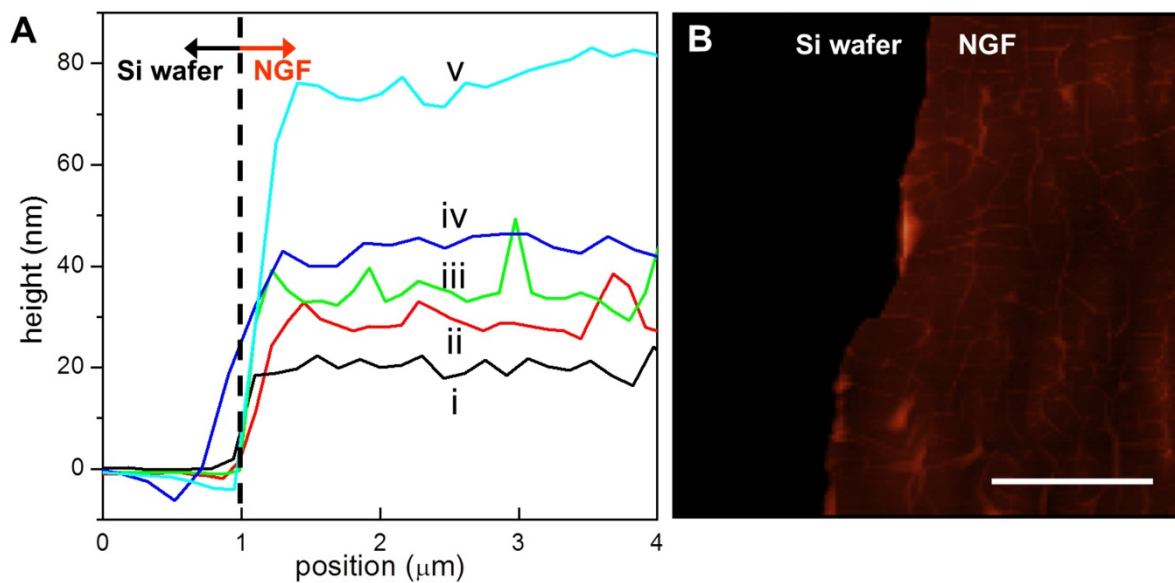 A
Si wafer
NGF
v
iv
iii
ii
i
80
60
40
20
0
height (nm)
0 1 2 3 4
position (μm)
B
Si wafer NGF